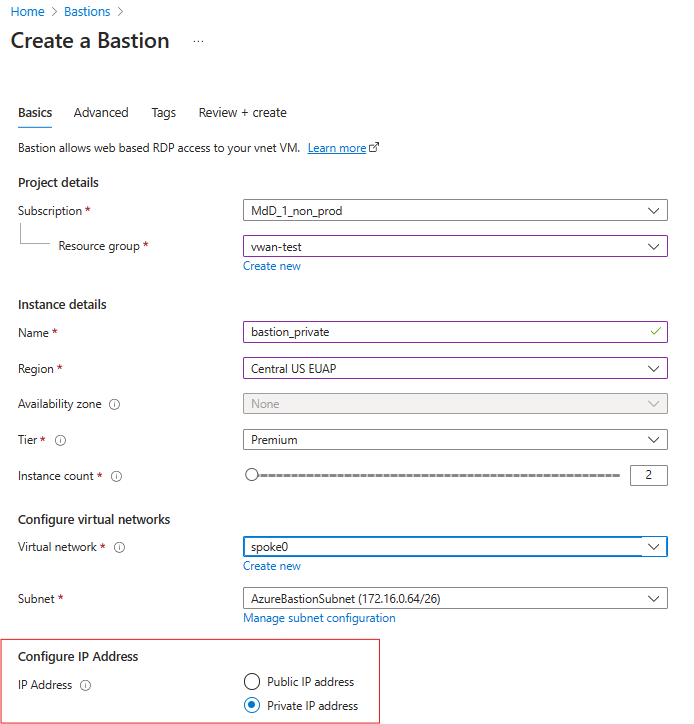 Home > Bastions >
Create a Bastion ...
Basics Advanced Tags Review + create
Bastion allows web based RDP access to your vnet VM. Learn more
Project details
Subscription * MdD_1_non_prod
Resource group * vwan-test
Create new
Instance details
Name * bastion_private
Region * Central US EUAP
Availability zone None
Tier * Premium
Instance count * 2
Configure virtual networks
Virtual network * spoke0
Create new
Subnet * AzureBastionSubnet (172.16.0.64/26)
Manage subnet configuration
Configure IP Address
IP Address Public IP address
Private IP address